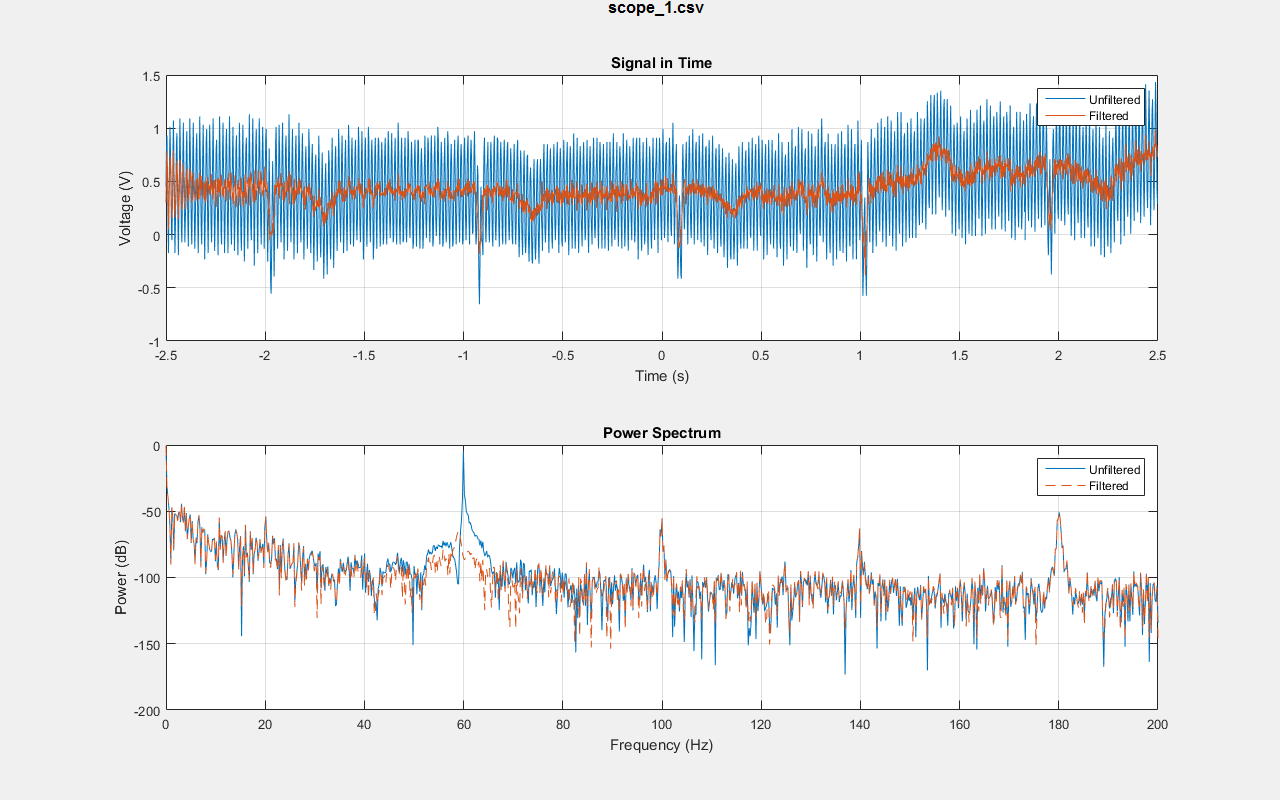 scope_1.csv
Signal in Time
1.5
1
0.5
0
-0.5
-1
Voltage (V)
Unfiltered
Filtered
-2.5 -2 -1.5 -1 -0.5 0 0.5 1 1.5 2 2.5
Time (s)
Power Spectrum
0
-50
-100
-150
-200
Power (dB)
Unfiltered
Filtered
0 20 40 60 80 100 120 140 160 180 200
Frequency (Hz)